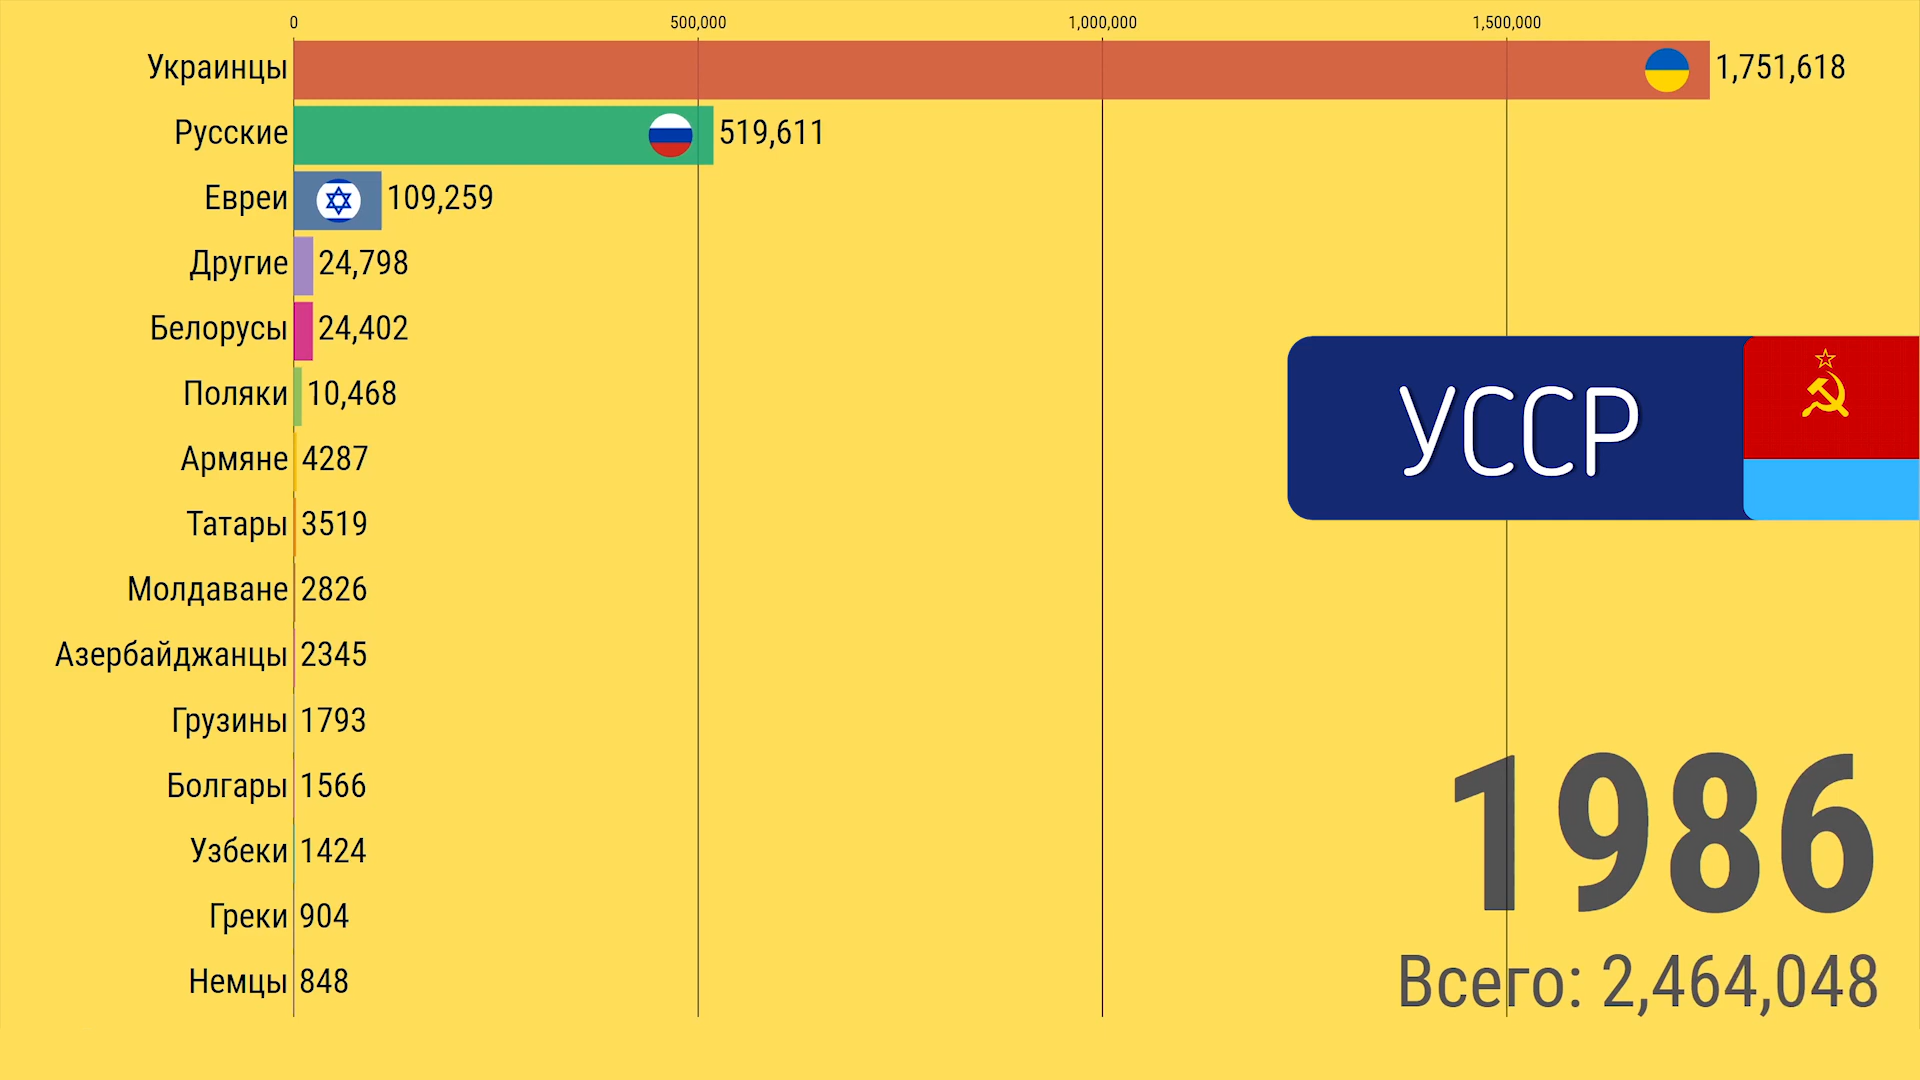 0 500,000 1,000,000 1,500,000
Украинцы 1,751,618
Русские 519,611
Евреи 109,259
Другие 24,798
Белорусы 24,402
Поляки 10,468
Армяне 4287
Татары 3519
Молдаване 2826
Азербайджанцы 2345
Грузины 1793
Болгары 1566
Узбеки 1424
Греки 904
Немцы 848
УССР
1986
Всего: 2,464,048